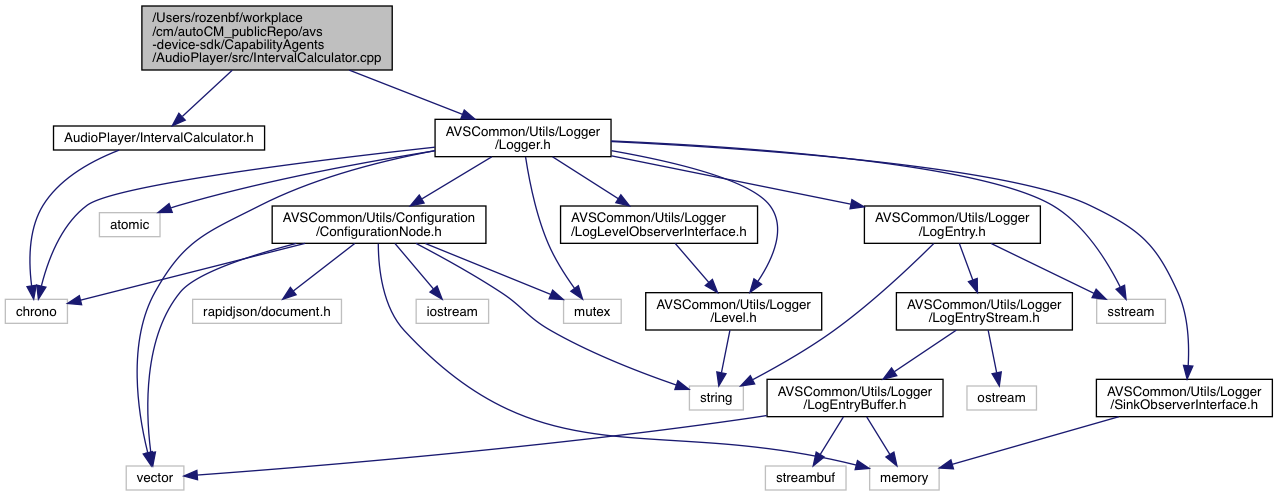 /Users/rozenbf/workplace
/cm/autoCM_publicRepo/avs
-device-sdk/CapabilityAgents
/AudioPlayer/src/IntervalCalculator.cpp
AudioPlayer/IntervalCalculator.h
AVSCommon/Utils/Logger
/Logger.h
atomic
AVSCommon/Utils/Configuration
/ConfigurationNode.h
AVSCommon/Utils/Logger
/LogLevelObserverInterface.h
AVSCommon/Utils/Logger
/LogEntry.h
chrono
rapidjson/document.h
iostream
mutex
AVSCommon/Utils/Logger
/Level.h
AVSCommon/Utils/Logger
/LogEntryStream.h
sstream
string
AVSCommon/Utils/Logger
/LogEntryBuffer.h
ostream
AVSCommon/Utils/Logger
/SinkObserverInterface.h
vector
streambuf
memory